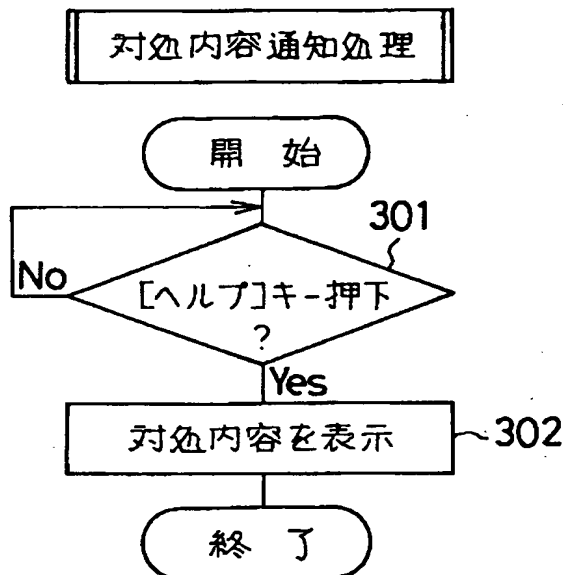 対処内容通知処理
開 始
301
No
[ヘルプ]キー押下
?
Yes
対処内容を表示
302
終 了